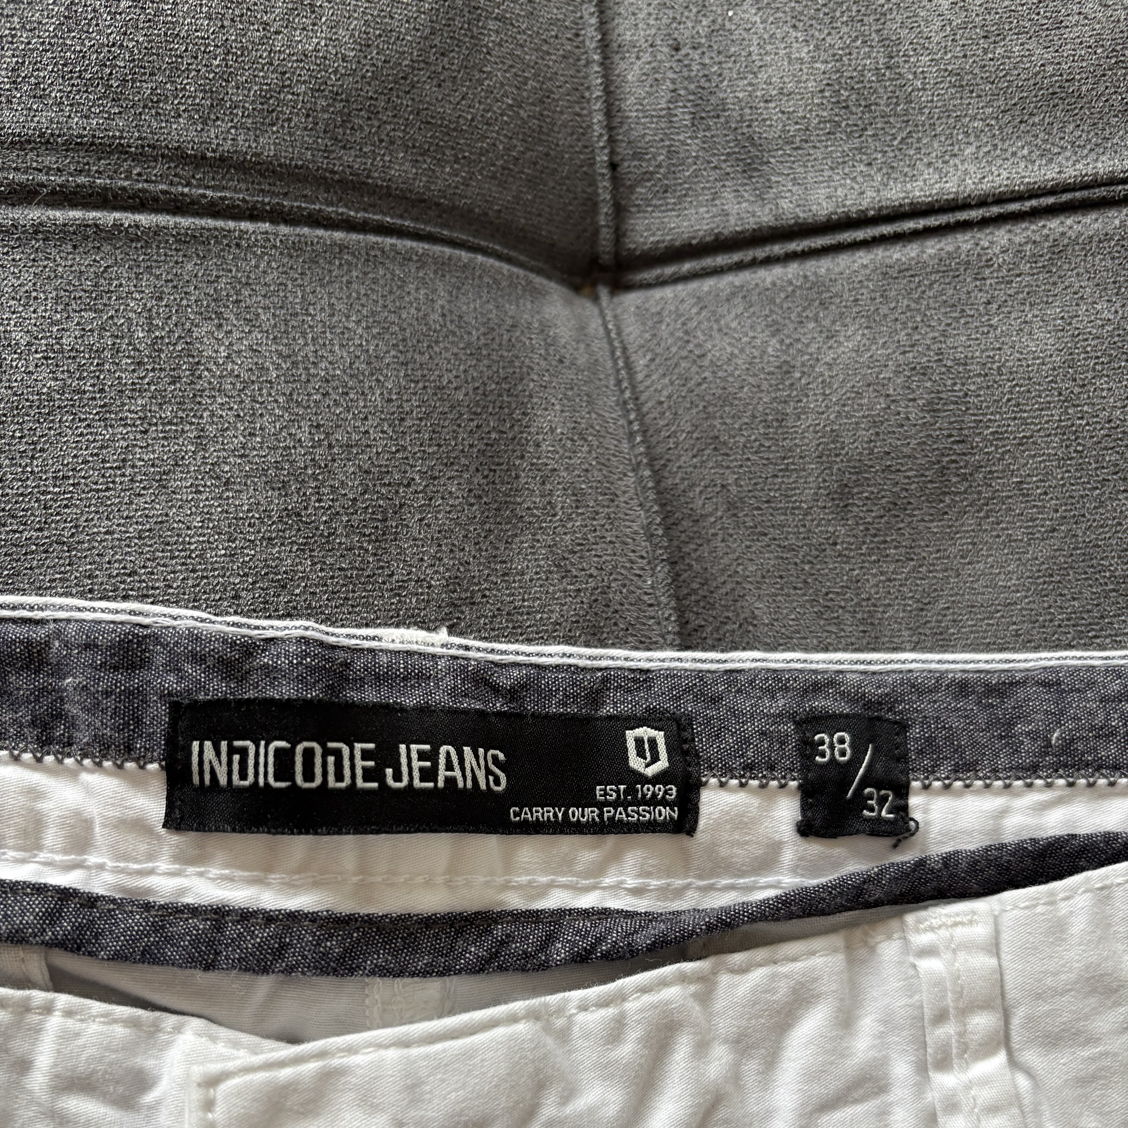 INDICODE JEANS
EST. 1993
CARRY OUR PASSION
38/32